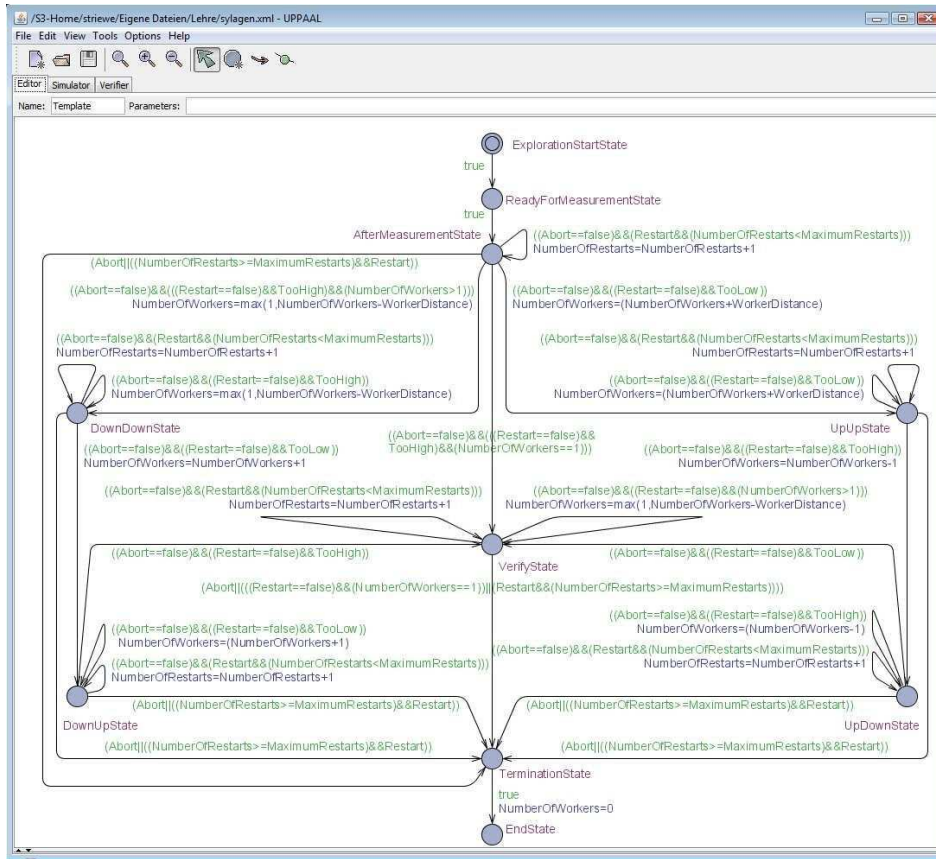 /S3-Home/striewe/Eigene Dateien/Lehre/sylagen.xml - UPPAAL
File Edit View Tools Options Help
Editor Simulator Verifier
Name: Template Parameters:
ExplorationStartState
true
ReadyForMeasurementState
true
AfterMeasurementState
((Abort==false)&&(Restart&&(NumberOfRestarts<MaximumRestarts)))
NumberOfRestarts=NumberOfRestarts+1
(Abort||((NumberOfRestarts>=MaximumRestarts)&&Restart))
((Abort==false)&&(((Restart==false)&&TooHigh)&&(NumberOfWorkers>1)))
NumberOfWorkers=max(1,NumberOfWorkers-WorkerDistance)
((Abort==false)&&((Restart==false)&&TooLow))
NumberOfWorkers=(NumberOfWorkers+WorkerDistance)
((Abort==false)&&(Restart&&(NumberOfRestarts<MaximumRestarts)))
NumberOfRestarts=NumberOfRestarts+1
((Abort==false)&&(Restart&&(NumberOfRestarts<MaximumRestarts)))
NumberOfRestarts=NumberOfRestarts+1
((Abort==false)&&((Restart==false)&&TooHigh))
NumberOfWorkers=max(1,NumberOfWorkers-WorkerDistance)
((Abort==false)&&((Restart==false)&&TooLow))
NumberOfWorkers=(NumberOfWorkers+WorkerDistance)
DownDownState
UpUpState
((Abort==false)&&(((Restart==false)&&
TooHigh)&&(NumberOfWorkers==1)))
((Abort==false)&&((Restart==false)&&TooLow))
NumberOfWorkers=NumberOfWorkers+1
((Abort==false)&&((Restart==false)&&TooHigh))
NumberOfWorkers=NumberOfWorkers-1
((Abort==false)&&(Restart&&(NumberOfRestarts<MaximumRestarts)))
NumberOfRestarts=NumberOfRestarts+1
((Abort==false)&&((Restart==false)&&(NumberOfWorkers>1)))
NumberOfWorkers=max(1,NumberOfWorkers-WorkerDistance)
((Abort==false)&&((Restart==false)&&TooHigh))
((Abort==false)&&((Restart==false)&&TooLow))
VerifyState
(Abort||(((Restart==false)&&(NumberOfWorkers==1))||(Restart&&(NumberOfRestarts>=MaximumRestarts))))
((Abort==false)&&((Restart==false)&&TooLow))
NumberOfWorkers=(NumberOfWorkers+1)
((Abort==false)&&((Restart==false)&&TooHigh))
NumberOfWorkers=(NumberOfWorkers-1)
((Abort==false)&&(Restart&&(NumberOfRestarts<MaximumRestarts)))
NumberOfRestarts=NumberOfRestarts+1
((Abort==false)&&(Restart&&(NumberOfRestarts<MaximumRestarts)))
NumberOfRestarts=NumberOfRestarts+1
(Abort||((NumberOfRestarts>=MaximumRestarts)&&Restart))
(Abort||((NumberOfRestarts>=MaximumRestarts)&&Restart))
DownUpState
UpDownState
(Abort||((NumberOfRestarts>=MaximumRestarts)&&Restart))
(Abort||((NumberOfRestarts>=MaximumRestarts)&&Restart))
TerminationState
true
NumberOfWorkers=0
EndState